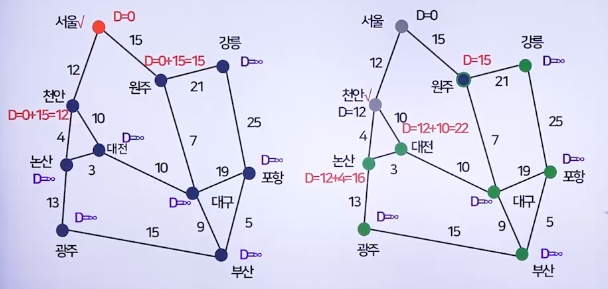 서울√ D=0
강릉
15
D=0+15=15
D=∞
12
원주
21
천안
D=0+15=12
10
25
4
D=∞
대전
7
논산
3
19
D=∞
D=∞
10
포항
13
D=∞
대구
D=∞
9
5
15
광주
D=∞
부산
서울 D=0
강릉
15
D=15
D=∞
12
원주
21
천안√
D=12
10
25
D=12+10=22
4
대전
7
논산
3
19
D=∞
D=12+4=16
10
포항
13
D=∞
대구
D=∞
9
5
15
광주
D=∞
부산